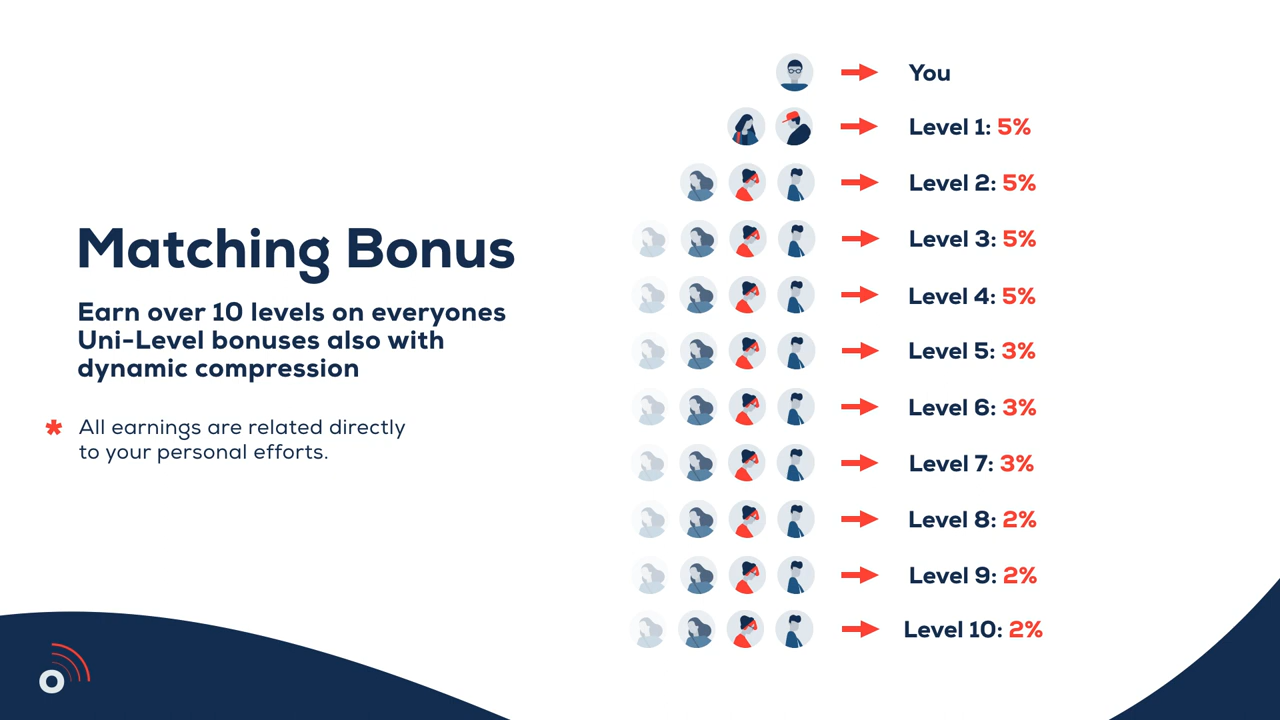 Matching Bonus
Earn over 10 levels on everyones
Uni-Level bonuses also with
dynamic compression
* All earnings are related directly
to your personal efforts.
You
Level 1: 5%
Level 2: 5%
Level 3: 5%
Level 4: 5%
Level 5: 3%
Level 6: 3%
Level 7: 3%
Level 8: 2%
Level 9: 2%
Level 10: 2%